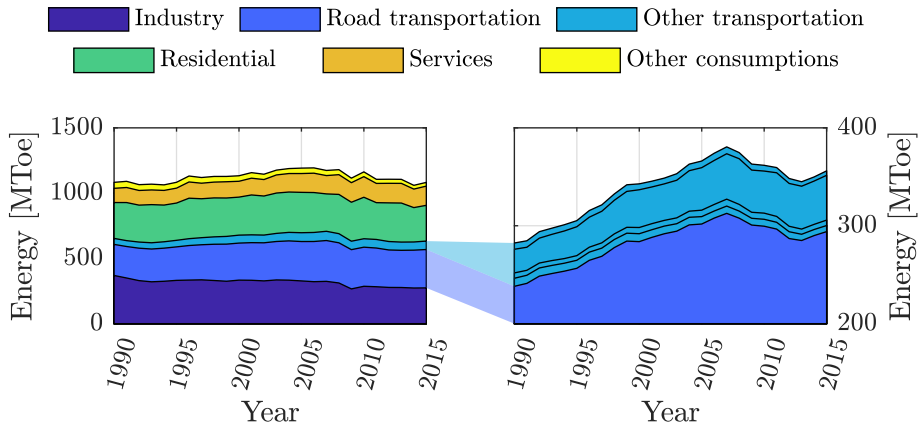 Industry Road transportation Other transportation
Residential Services Other consumptions
1500
1000
500
0
Energy [MToe]
1990 1995 2000 2005 2010 2015
Year
400
300
200
Energy [MToe]
1990 1995 2000 2005 2010 2015
Year